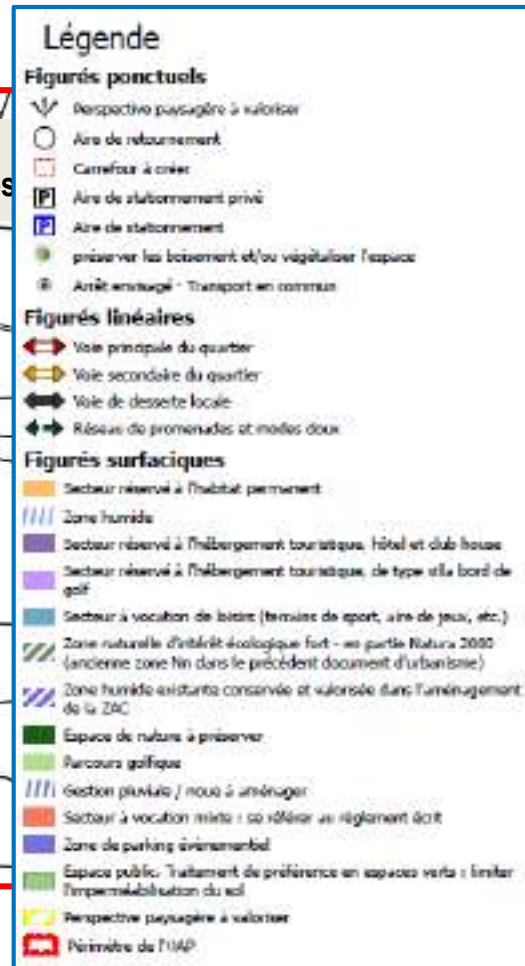 Légende
Figurés ponctuels
Perspective paysagère à valoriser
Aire de retournement
Carrefour à créer
P Aire de stationnement privé
P Aire de stationnement
préserver les boisement et/ou végétaliser l'espace
Arrêt envisagé - Transport en commun
Figurés linéaires
Voie principale du quartier
Voie secondaire du quartier
Voie de desserte locale
Réseau de promenades et modes doux
Figurés surfaciques
Secteur réservé à l'habitat permanent
Zone humide
Secteur réservé à l'hébergement touristique, hôtel et club house
Secteur réservé à l'hébergement touristique, de type villa bord de
golf
Secteur à vocation de loisirs (terrains de sport, aire de jeux, etc.)
Zone naturelle d'intérêt écologique fort - en partie Natura 2000
(ancienne zone Nn dans le précédent document d'urbanisme)
Zone humide existante conservée et valorisée dans l'aménagement
de la ZAC
Espace de nature à préserver
Parcours golfique
Gestion pluviale / noue à aménager
Secteur à vocation mixte : se référer au règlement écrit
Zone de parking évènementiel
Espace public. Traitement de préférence en espaces verts : limiter
l'imperméabilisation du sol
Perspective paysagère à valoriser
Périmètre de l'OAP